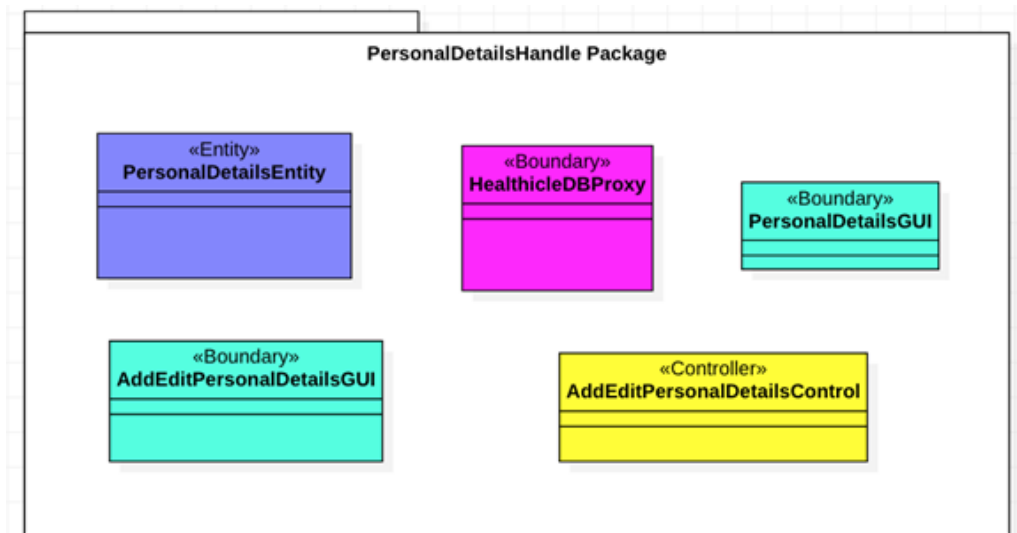 PersonalDetailsHandle Package
«Entity»
PersonalDetailsEntity
«Boundary»
HealthicleDBProxy
«Boundary»
PersonalDetailsGUI
«Boundary»
AddEditPersonalDetailsGUI
«Controller»
AddEditPersonalDetailsControl